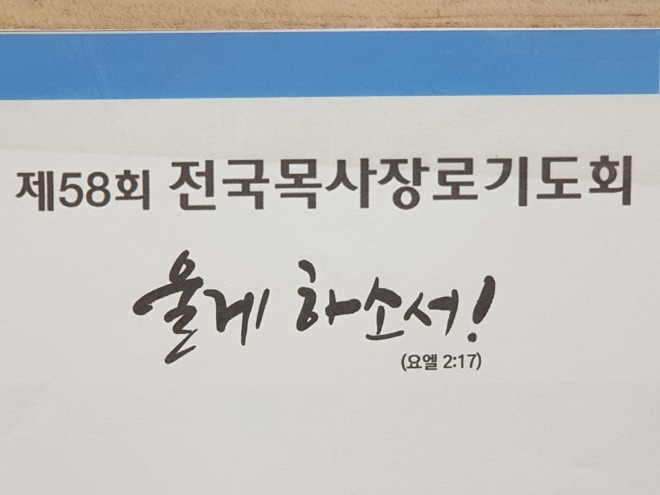 제58회 전국목사장로기도회
울게 하소서!
(요엘 2:17)